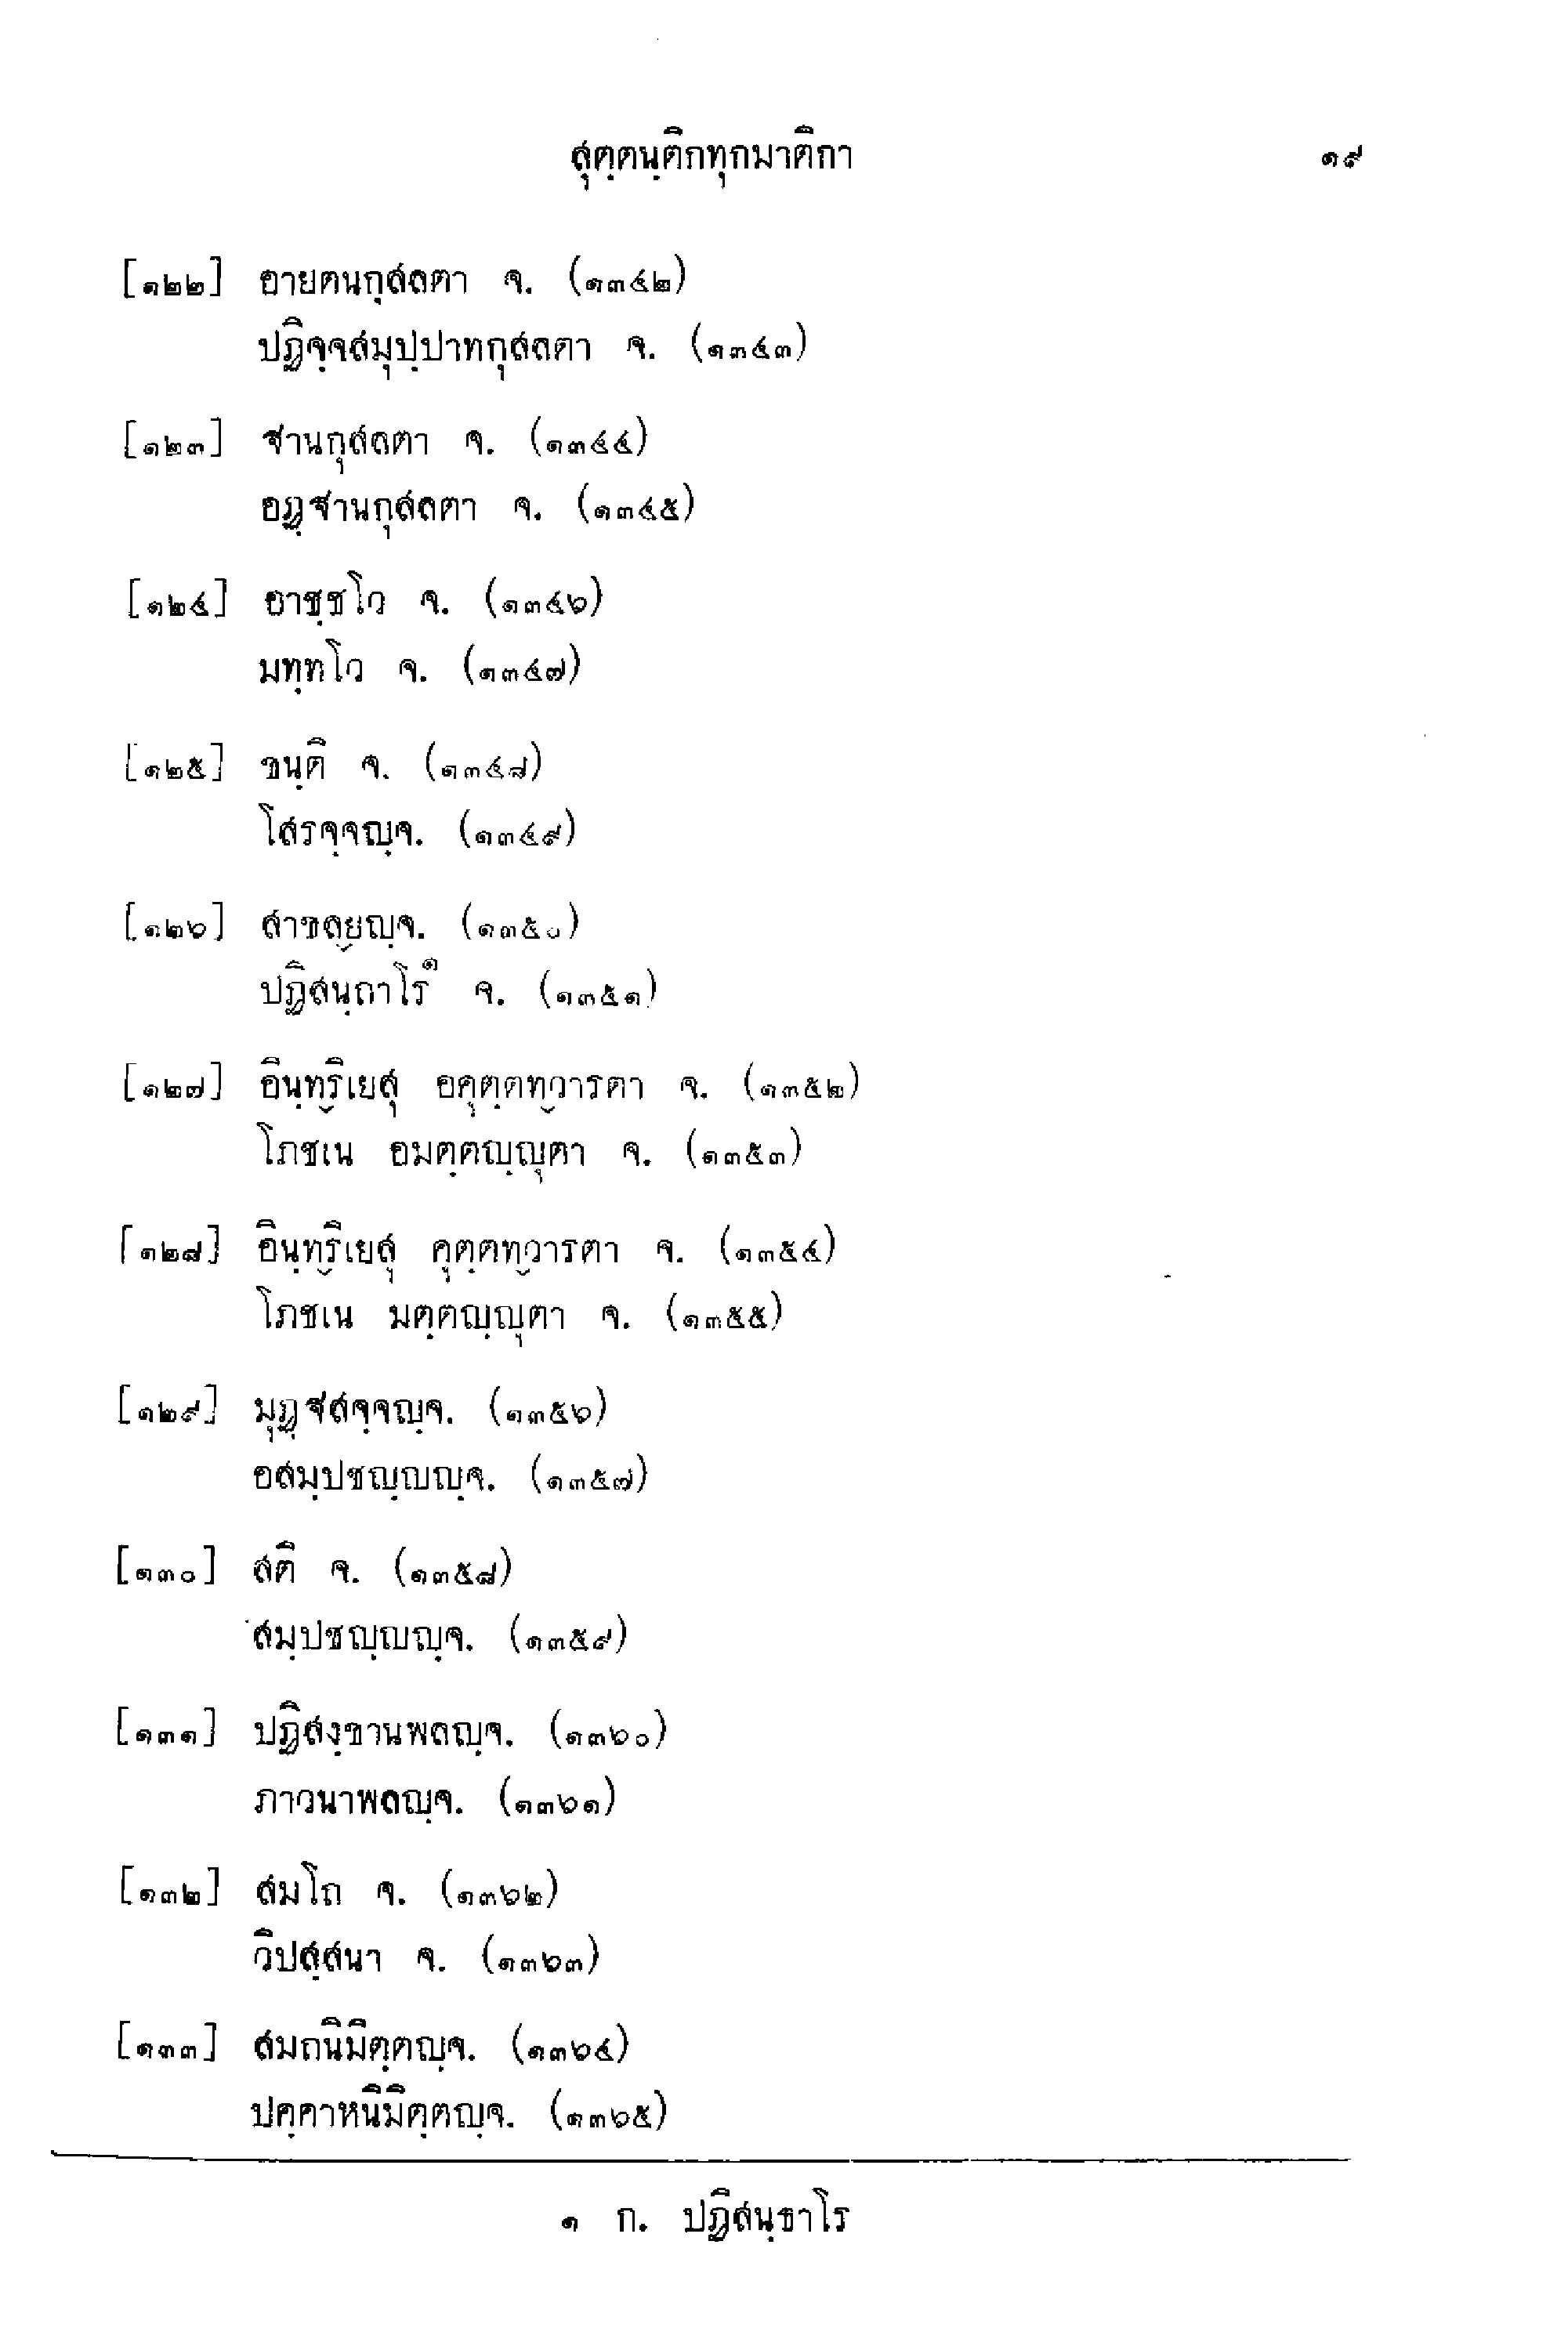 สุตฺตนฺติกทุกมาติกา ๑๙
[๑๒๒] อายตนกุสลตา จ. (๑๓๔๒)
ปฏิจฺจสมุปฺปาทกุสลตา จ. (๑๓๔๓)
[๑๒๓] ฐานกุสลตา จ. (๑๓๔๔)
อฏฺฐานกุสลตา จ. (๑๓๔๕)
[๑๒๔] อาชฺชโว จ. (๑๓๔๖)
มทฺทโว จ. (๑๓๔๗)
[๑๒๕] ขนฺติ จ. (๑๓๔๘)
โสรจฺจญฺจ. (๑๓๔๙)
[๑๒๖] สาขลฺยญฺจ. (๑๓๕๐)
ปฏิสนฺถาโร๑ จ. (๑๓๕๑)
[๑๒๗] อินฺทฺริเยสุ อคุตฺตทฺวารตา จ. (๑๓๕๒)
โภชเน อมตฺตญฺญุตา จ. (๑๓๕๓)
[๑๒๘] อินฺทฺริเยสุ คุตฺตทฺวารตา จ. (๑๓๕๔)
โภชเน มตฺตญฺญุตา จ. (๑๓๕๕)
[๑๒๙] มุฏฺฐสจฺจญฺจ. (๑๓๕๖)
อสมฺปชญฺญญฺจ. (๑๓๕๗)
[๑๓๐] สติ จ. (๑๓๕๘)
สมฺปชญฺญญฺจ. (๑๓๕๙)
[๑๓๑] ปฏิสงฺขานพลญฺจ. (๑๓๖๐)
ภาวนาพลญฺจ. (๑๓๖๑)
[๑๓๒] สมโถ จ. (๑๓๖๒)
วิปสฺสนา จ. (๑๓๖๓)
[๑๓๓] สมถนิมิตฺตญฺจ. (๑๓๖๔)
ปคฺคาหนิมิตฺตญฺจ. (๑๓๖๕)
๑ ก. ปฏิสนฺธาโร